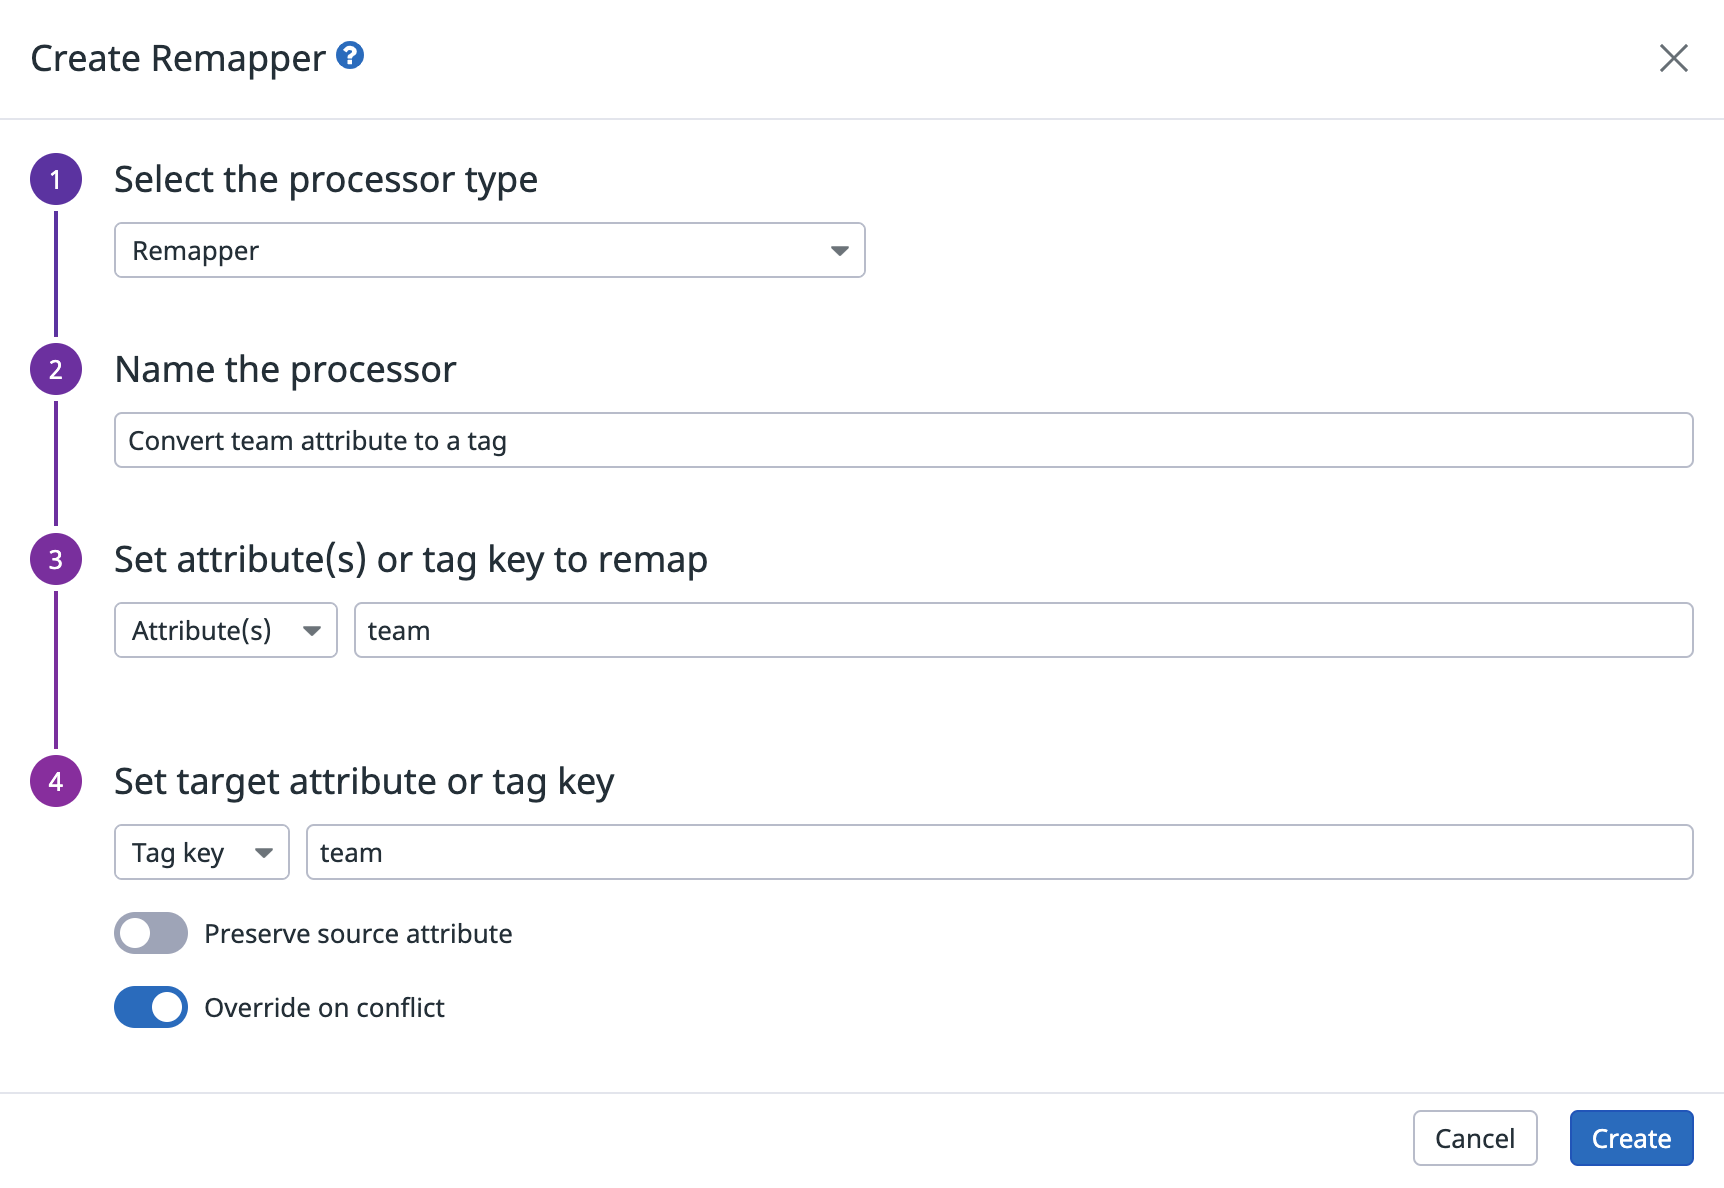 Create Remapper ?
1 Select the processor type
Remapper
2 Name the processor
Convert team attribute to a tag
3 Set attribute(s) or tag key to remap
Attribute(s) team
4 Set target attribute or tag key
Tag key team
Preserve source attribute
Override on conflict
Cancel Create